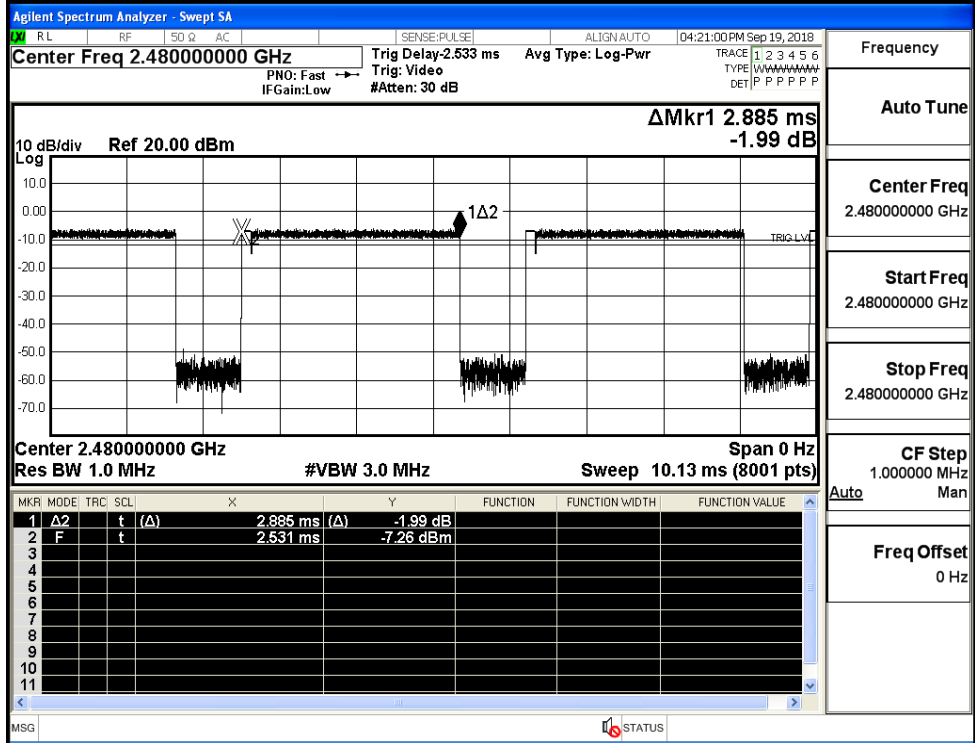 Agilent Spectrum Analyzer - Swept SA
LXI RL RF 50 Ω AC SENSE:PULSE ALIGN AUTO 04:21:00 PM Sep 19, 2018
Center Freq 2.480000000 GHz
PNO: Fast
IFGain:Low
Trig Delay-2.533 ms
Trig: Video
#Atten: 30 dB
Avg Type: Log-Pwr
TRACE 1 2 3 4 5 6
TYPE WWWWWW
DET P P P P P P
ΔMkr1 2.885 ms
-1.99 dB
10 dB/div Ref 20.00 dBm
Log
10.0
0.00
-10.0
-20.0
-30.0
-40.0
-50.0
-60.0
-70.0
1Δ2
2
TRIG LVL
Center 2.480000000 GHz Span 0 Hz
Res BW 1.0 MHz #VBW 3.0 MHz Sweep 10.13 ms (8001 pts)
MKR MODE TRC SCL X Y FUNCTION FUNCTION WIDTH FUNCTION VALUE
1 Δ2 t (Δ) 2.885 ms (Δ) -1.99 dB
2 F t 2.531 ms -7.26 dBm
3
4
5
6
7
8
9
10
11
MSG STATUS
Frequency
Auto Tune
Center Freq
2.480000000 GHz
Start Freq
2.480000000 GHz
Stop Freq
2.480000000 GHz
CF Step
1.000000 MHz
Auto Man
Freq Offset
0 Hz